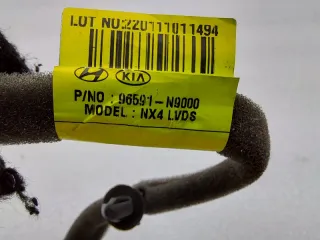 LOT NO:220111011494
KIA
P/NO : 96591-N9000
MODEL : NX4 LVDS